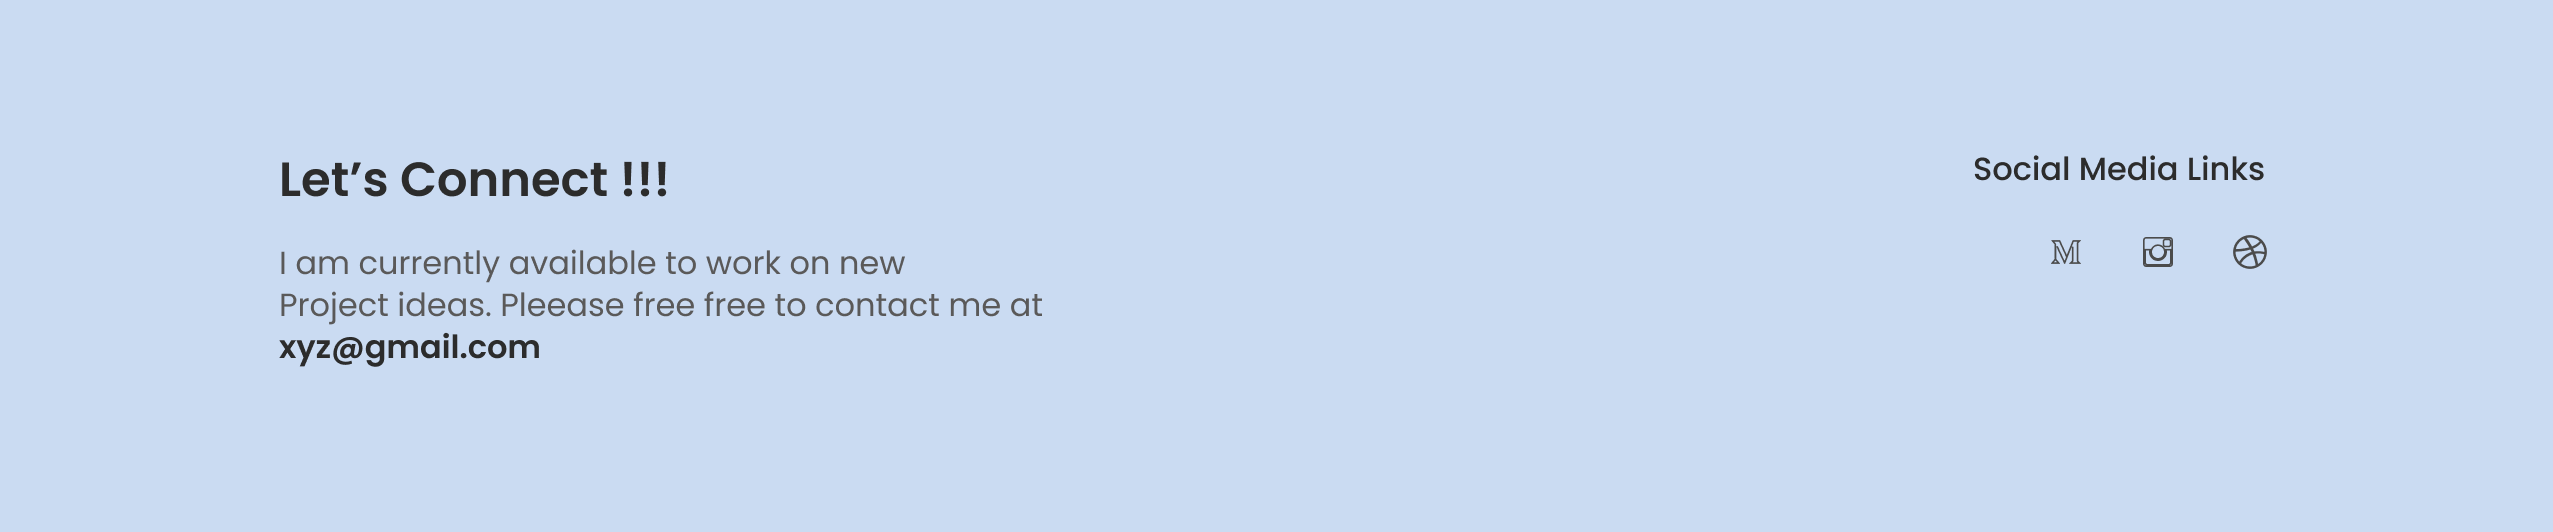 Let’s Connect !!!
I am currently available to work on new
Project ideas. Pleease free free to contact me at
xyz@gmail.com
Social Media Links